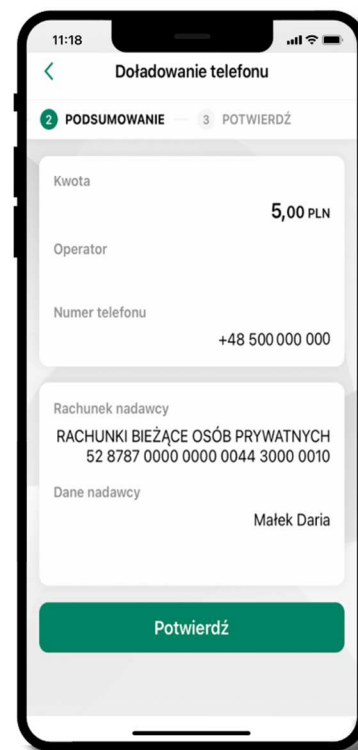 11:18
Doładowanie telefonu
2 PODSUMOWANIE 3 POTWIERDŹ
Kwota
5,00 PLN
Operator
Numer telefonu
+48 500 000 000
Rachunek nadawcy
RACHUNKI BIEŻĄCE OSÓB PRYWATNYCH
52 8787 0000 0000 0044 3000 0010
Dane nadawcy
Małek Daria
Potwierdź